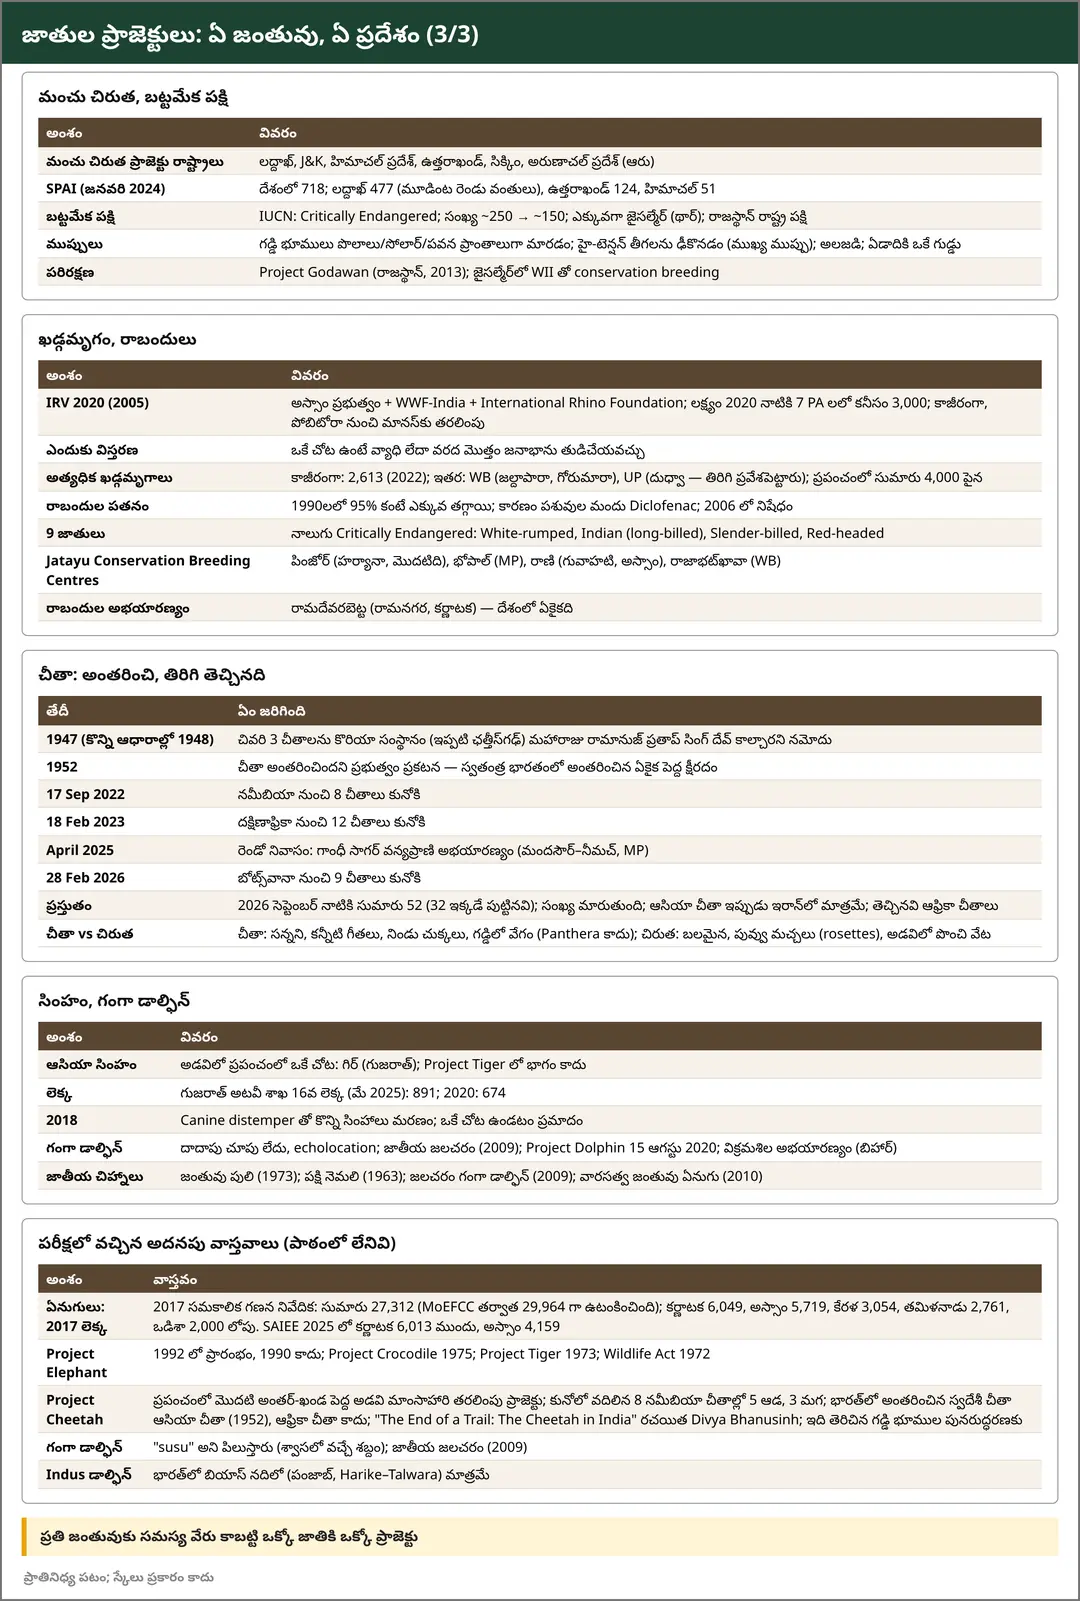 జాతుల ప్రాజెక్టులు: ఏ జంతువు, ఏ ప్రదేశం (3/3)
మంచు చిరుత, బట్టమేక పక్షి
అంశం వివరం
మంచు చిరుత ప్రాజెక్టు రాష్ట్రాలు లద్దాఖ్, J&K, హిమాచల్ ప్రదేశ్, ఉత్తరాఖండ్, సిక్కిం, అరుణాచల్ ప్రదేశ్ (ఆరు)
SPAI (జనవరి 2024) దేశంలో 718; లద్దాఖ్ 477 (మూడింట రెండు వంతులు), ఉత్తరాఖండ్ 124, హిమాచల్ 51
బట్టమేక పక్షి IUCN: Critically Endangered; సంఖ్య ~250 → ~150; ఎక్కువగా జైసల్మేర్ (థార్); రాజస్థాన్ రాష్ట్ర పక్షి
ముప్పులు గడ్డి భూములు పొలాలు/సోలార్/పవన ప్రాంతాలుగా మారడం; హై-టెన్షన్ తీగలను ఢీకొనడం (ముఖ్య ముప్పు); అలజడి; ఏడాదికి ఒకే గుడ్డు
పరిరక్షణ Project Godawan (రాజస్థాన్, 2013); జైసల్మేర్‌లో WII తో conservation breeding
ఖడ్గమృగం, రాబందులు
అంశం వివరం
IRV 2020 (2005) అస్సాం ప్రభుత్వం + WWF-India + International Rhino Foundation; లక్ష్యం 2020 నాటికి 7 PA లలో కనీసం 3,000; కాజీరంగా,
పోబిటోరా నుంచి మానస్‌కు తరలింపు
ఎందుకు విస్తరణ ఒకే చోట ఉంటే వ్యాధి లేదా వరద మొత్తం జనాభాను తుడిచేయవచ్చు
అత్యధిక ఖడ్గమృగాలు కాజీరంగా: 2,613 (2022); ఇతర: WB (జల్దాపారా, గోరుమారా), UP (దుధ్వా — తిరిగి ప్రవేశపెట్టారు); ప్రపంచంలో సుమారు 4,000 పైన
రాబందుల పతనం 1990లలో 95% కంటే ఎక్కువ తగ్గాయి; కారణం పశువుల మందు Diclofenac; 2006 లో నిషేధం
9 జాతులు నాలుగు Critically Endangered: White-rumped, Indian (long-billed), Slender-billed, Red-headed
Jatayu Conservation Breeding Centres పింజోర్ (హర్యానా, మొదటిది), భోపాల్ (MP), రాణి (గువాహటి, అస్సాం), రాజాభట్‌ఖావా (WB)
రాబందుల అభయారణ్యం రామదేవరబెట్ట (రామనగర, కర్ణాటక) — దేశంలో ఏకైకది
చీతా: అంతరించి, తిరిగి తెచ్చినది
తేదీ ఏం జరిగింది
1947 (కొన్ని ఆధారాల్లో 1948) చివరి 3 చీతాలను కొరియా సంస్థానం (ఇప్పటి ఛత్తీస్‌గఢ్) మహారాజు రామానుజ్ ప్రతాప్ సింగ్ దేవ్ కాల్చారని నమోదు
1952 చీతా అంతరించిందని ప్రభుత్వం ప్రకటన — స్వతంత్ర భారతంలో అంతరించిన ఏకైక పెద్ద క్షీరదం
17 Sep 2022 నమీబియా నుంచి 8 చీతాలు కునోకి
18 Feb 2023 దక్షిణాఫ్రికా నుంచి 12 చీతాలు కునోకి
April 2025 రెండో నివాసం: గాంధీ సాగర్ వన్యప్రాణి అభయారణ్యం (మందసౌర్–నీమచ్, MP)
28 Feb 2026 బోట్స్‌వానా నుంచి 9 చీతాలు కునోకి
ప్రస్తుతం 2026 సెప్టెంబర్ నాటికి సుమారు 52 (32 ఇక్కడే పుట్టినవి); సంఖ్య మారుతుంది; ఆసియా చీతా ఇప్పుడు ఇరాన్‌లో మాత్రమే; తెచ్చినవి ఆఫ్రికా చీతాలు
చీతా vs చిరుత చీతా: సన్నని, కన్నీటి గీతలు, నిండు చుక్కలు, గడ్డిలో వేగం (Panthera కాదు); చిరుత: బలమైన, పువ్వు మచ్చలు (rosettes), అడవిలో పొంచి వేట
సింహం, గంగా డాల్ఫిన్
అంశం వివరం
ఆసియా సింహం అడవిలో ప్రపంచంలో ఒకే చోట: గిర్ (గుజరాత్); Project Tiger లో భాగం కాదు
లెక్క గుజరాత్ అటవీ శాఖ 16వ లెక్క (మే 2025): 891; 2020: 674
2018 Canine distemper తో కొన్ని సింహాలు మరణం; ఒకే చోట ఉండటం ప్రమాదం
గంగా డాల్ఫిన్ దాదాపు చూపు లేదు, echolocation; జాతీయ జలచరం (2009); Project Dolphin 15 ఆగస్టు 2020; విక్రమశిల అభయారణ్యం (బిహార్)
జాతీయ చిహ్నాలు జంతువు పులి (1973); పక్షి నెమలి (1963); జలచరం గంగా డాల్ఫిన్ (2009); వారసత్వ జంతువు ఏనుగు (2010)
పరీక్షలో వచ్చిన అదనపు వాస్తవాలు (పాఠంలో లేనివి)
అంశం వాస్తవం
ఏనుగులు: 2017 లెక్క 2017 సమకాలిక గణన నివేదిక: సుమారు 27,312 (MoEFCC తర్వాత 29,964 గా ఉటంకించింది); కర్ణాటక 6,049, అస్సాం 5,719, కేరళ 3,054, తమిళనాడు 2,761,
ఒడిశా 2,000 లోపు. SAIEE 2025 లో కర్ణాటక 6,013 ముందు, అస్సాం 4,159
Project Elephant 1992 లో ప్రారంభం, 1990 కాదు; Project Crocodile 1975; Project Tiger 1973; Wildlife Act 1972
Project Cheetah ప్రపంచంలో మొదటి అంతర్-ఖండ పెద్ద అడవి మాంసాహారి తరలింపు ప్రాజెక్టు; కునోలో వదిలిన 8 నమీబియా చీతాల్లో 5 ఆడ, 3 మగ; భారత్‌లో అంతరించిన స్వదేశీ చీతా
ఆసియా చీతా (1952), ఆఫ్రికా చీతా కాదు; "The End of a Trail: The Cheetah in India" రచయిత Divya Bhanusinh; ఇది తెరిచిన గడ్డి భూముల పునరుద్ధరణకు
గంగా డాల్ఫిన్ "susu" అని పిలుస్తారు (శ్వాసలో వచ్చే శబ్దం); జాతీయ జలచరం (2009)
Indus డాల్ఫిన్ భారత్‌లో బియాస్ నదిలో (పంజాబ్, Harike–Talwara) మాత్రమే
ప్రతి జంతువుకు సమస్య వేరు కాబట్టి ఒక్కో జాతికి ఒక్కో ప్రాజెక్టు
ప్రాతినిధ్య పటం; స్కేలు ప్రకారం కాదు